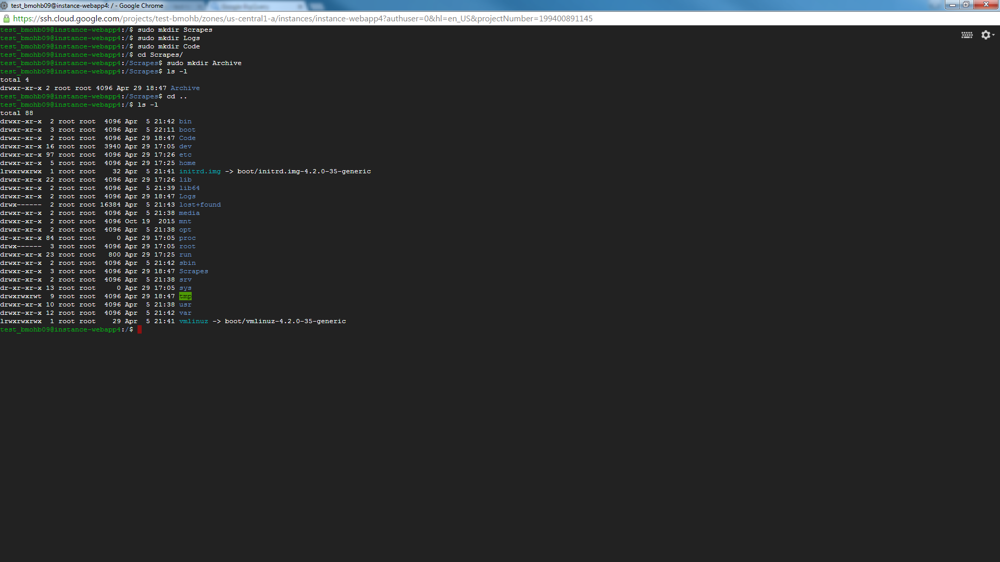 test_bmohb09@instance-webapp4: / - Google Chrome
https://ssh.cloud.google.com/projects/test-bmohb/zones/us-central1-a/instances/instance-webapp4?authuser=0&hl=en_US&projectNumber=199400891145
test_bmohb09@instance-webapp4:/$ sudo mkdir Scrapes
test_bmohb09@instance-webapp4:/$ sudo mkdir Logs
test_bmohb09@instance-webapp4:/$ sudo mkdir Code
test_bmohb09@instance-webapp4:/$ cd Scrapes/
test_bmohb09@instance-webapp4:/Scrapes$ sudo mkdir Archive
test_bmohb09@instance-webapp4:/Scrapes$ ls -l
total 4
drwxr-xr-x 2 root root 4096 Apr 29 18:47 Archive
test_bmohb09@instance-webapp4:/Scrapes$ cd ..
test_bmohb09@instance-webapp4:/$ ls -l
total 88
drwxr-xr-x  2 root root  4096 Apr  5 21:42 bin
drwxr-xr-x  3 root root  4096 Apr  5 22:11 boot
drwxr-xr-x  2 root root  4096 Apr 29 18:47 Code
drwxr-xr-x 16 root root  3940 Apr 29 17:05 dev
drwxr-xr-x 97 root root  4096 Apr 29 17:26 etc
drwxr-xr-x  5 root root  4096 Apr 29 17:25 home
lrwxrwxrwx  1 root root    32 Apr  5 21:41 initrd.img -> boot/initrd.img-4.2.0-35-generic
drwxr-xr-x 22 root root  4096 Apr 29 17:26 lib
drwxr-xr-x  2 root root  4096 Apr  5 21:39 lib64
drwxr-xr-x  2 root root  4096 Apr 29 18:47 Logs
drwx------  2 root root 16384 Apr  5 21:43 lost+found
drwxr-xr-x  2 root root  4096 Apr  5 21:38 media
drwxr-xr-x  2 root root  4096 Oct 19  2015 mnt
drwxr-xr-x  2 root root  4096 Apr  5 21:38 opt
dr-xr-xr-x 84 root root     0 Apr 29 17:05 proc
drwx------  3 root root  4096 Apr 29 17:05 root
drwxr-xr-x 23 root root   800 Apr 29 17:25 run
drwxr-xr-x  2 root root  4096 Apr  5 21:42 sbin
drwxr-xr-x  3 root root  4096 Apr 29 18:47 Scrapes
drwxr-xr-x  2 root root  4096 Apr  5 21:38 srv
dr-xr-xr-x 13 root root     0 Apr 29 17:05 sys
drwxrwxrwt  9 root root  4096 Apr 29 18:47 tmp
drwxr-xr-x 10 root root  4096 Apr  5 21:38 usr
drwxr-xr-x 12 root root  4096 Apr  5 21:42 var
lrwxrwxrwx  1 root root    29 Apr  5 21:41 vmlinuz -> boot/vmlinuz-4.2.0-35-generic
test_bmohb09@instance-webapp4:/$